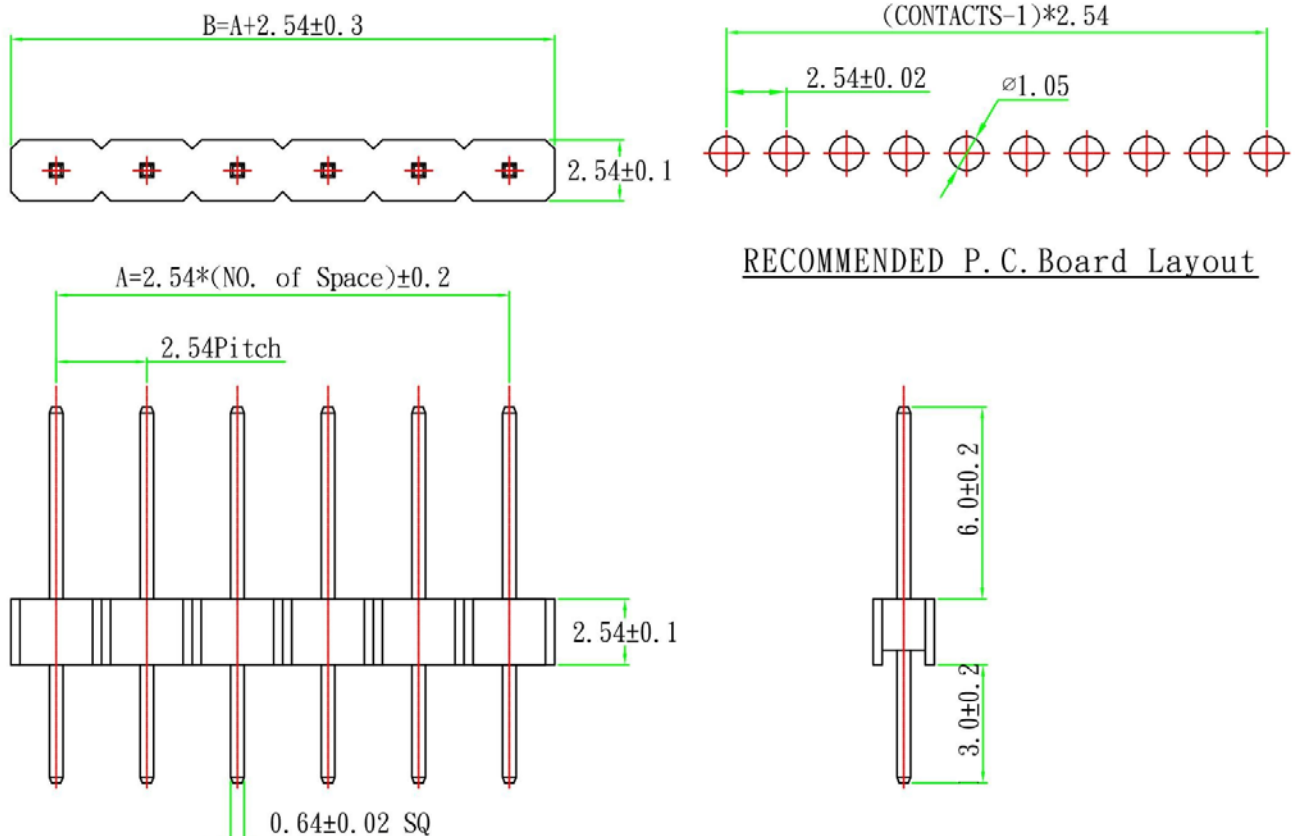 B=A+2.54±0.3
2.54±0.1
(CONTACTS-1)*2.54
2.54±0.02
⌀1.05
RECOMMENDED P.C.Board Layout
A=2.54*(NO. of Space)±0.2
2.54Pitch
2.54±0.1
0.64±0.02 SQ
6.0±0.2
3.0±0.2